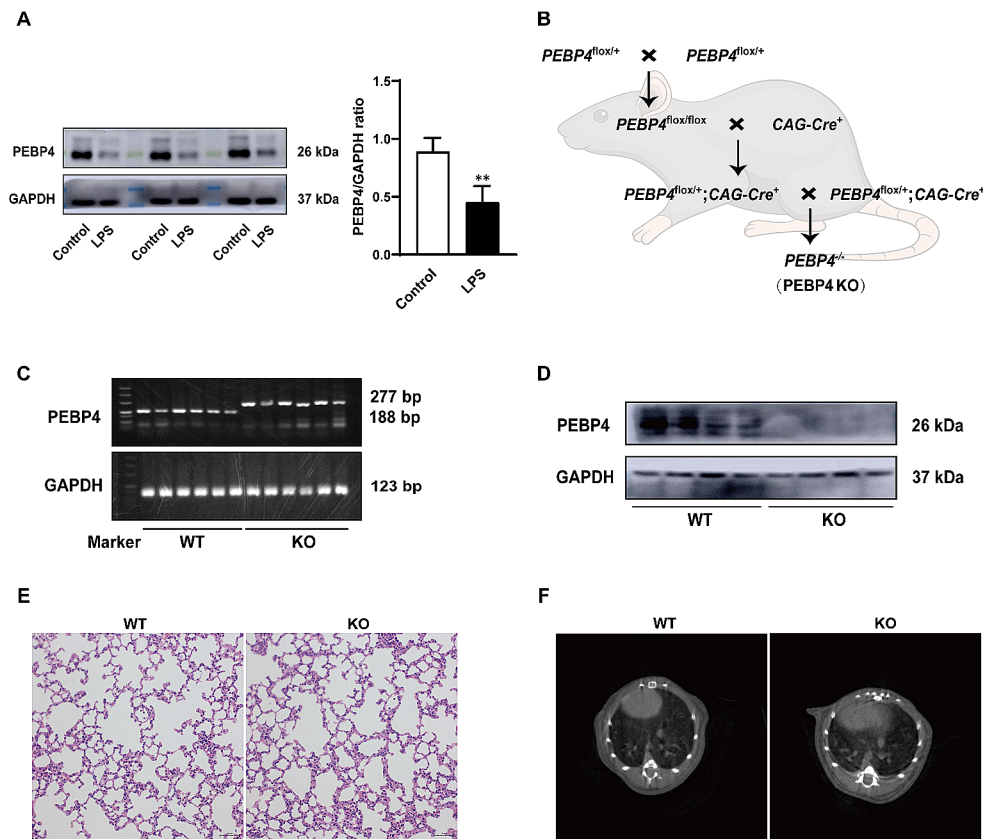 A
PEBP4
26 kDa
GAPDH
37 kDa
Control
LPS
Control
LPS
Control
LPS
PEBP4/GAPDH ratio
1.5
1.0
0.5
0.0
**
Control
LPS
B
PEBP4flox/+ × PEBP4flox/+
PEBP4flox/flox × CAG-Cre+
PEBP4flox/+;CAG-Cre+ × PEBP4flox/+;CAG-Cre+
PEBP4-/-
(PEBP4 KO)
C
PEBP4
277 bp
188 bp
GAPDH
123 bp
Marker WT KO
D
PEBP4
26 kDa
GAPDH
37 kDa
WT KO
E
WT KO
F
WT KO